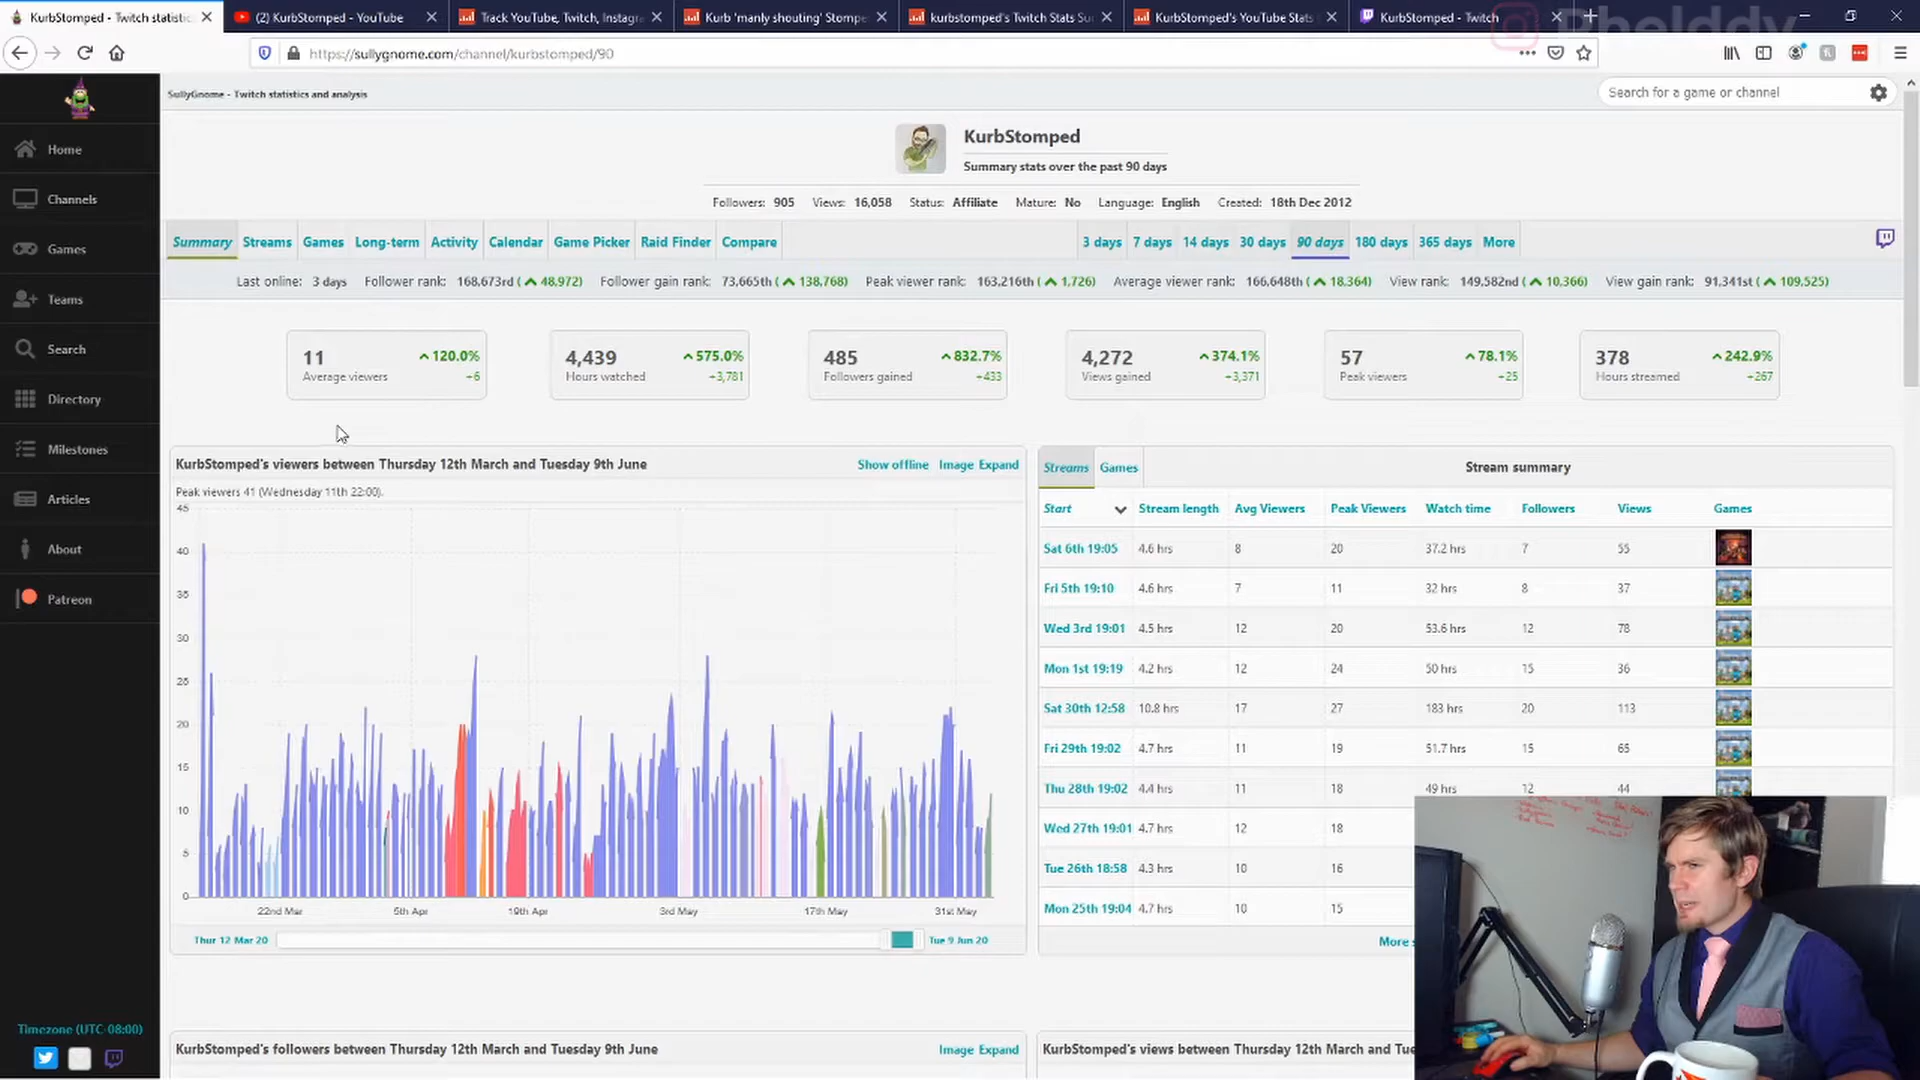 KurbStomped - Twitch statistic
(2) KurbStomped - YouTube
Track YouTube, Twitch, Instagra
Kurb 'manly shouting' Stompe
kurbstomped's Twitch Stats Su
KurbStomped's YouTube Stats
KurbStomped - Twitch
Phelddy
https://sullygnome.com/channel/kurbstomped/90
SullyGnome - Twitch statistics and analysis
Search for a game or channel
Home
Channels
Games
Teams
Search
Directory
Milestones
Articles
About
Patreon
Timezone (UTC-08:00)
KurbStomped
Summary stats over the past 90 days
Followers: 905 Views: 16,058 Status: Affiliate Mature: No Language: English Created: 18th Dec 2012
Summary Streams Games Long-term Activity Calendar Game Picker Raid Finder Compare 3 days 7 days 14 days 30 days 90 days 180 days 365 days More
Last online: 3 days Follower rank: 168,673rd ( 48,972) Follower gain rank: 73,665th ( 138,768) Peak viewer rank: 163,216th ( 1,726) Average viewer rank: 166,648th ( 18,364) View rank: 149,582nd ( 10,366) View gain rank: 91,341st ( 109,525)
11 120.0%
Average viewers +6
4,439 575.0%
Hours watched +3,781
485 832.7%
Followers gained +433
4,272 374.1%
Views gained +3,371
57 78.1%
Peak viewers +25
378 242.9%
Hours streamed +267
KurbStomped's viewers between Thursday 12th March and Tuesday 9th June
Show offline Image Expand
Peak viewers 41 (Wednesday 11th 22:00).
45
40
35
30
25
20
15
10
5
0
22nd Mar 5th Apr 19th Apr 3rd May 17th May 31st May
Thur 12 Mar 20 Tue 9 Jun 20
Streams Games Stream summary
Start Stream length Avg Viewers Peak Viewers Watch time Followers Views Games
Sat 6th 19:05 4.6 hrs 8 20 37.2 hrs 7 55
Fri 5th 19:10 4.6 hrs 7 11 32 hrs 8 37
Wed 3rd 19:01 4.5 hrs 12 20 53.6 hrs 12 78
Mon 1st 19:19 4.2 hrs 12 24 50 hrs 15 36
Sat 30th 12:58 10.8 hrs 17 27 183 hrs 20 113
Fri 29th 19:02 4.7 hrs 11 19 51.7 hrs 15 65
Thu 28th 19:02 4.4 hrs 11 18 49 hrs 12 44
Wed 27th 19:01 4.7 hrs 12 18
Tue 26th 18:58 4.3 hrs 10 16
Mon 25th 19:04 4.7 hrs 10 15
More s
KurbStomped's followers between Thursday 12th March and Tuesday 9th June
Image Expand
KurbStomped's views between Thursday 12th March and Tue